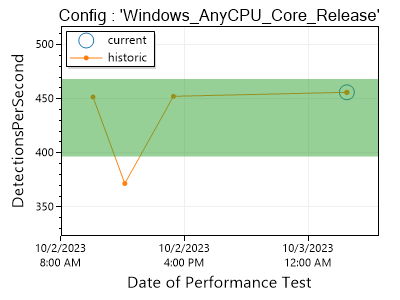 Config : 'Windows_AnyCPU_Core_Release'
current
historic
500
450
400
350
DetectionsPerSecond
10/2/2023 10/2/2023 10/3/2023
8:00 AM 4:00 PM 12:00 AM
Date of Performance Test